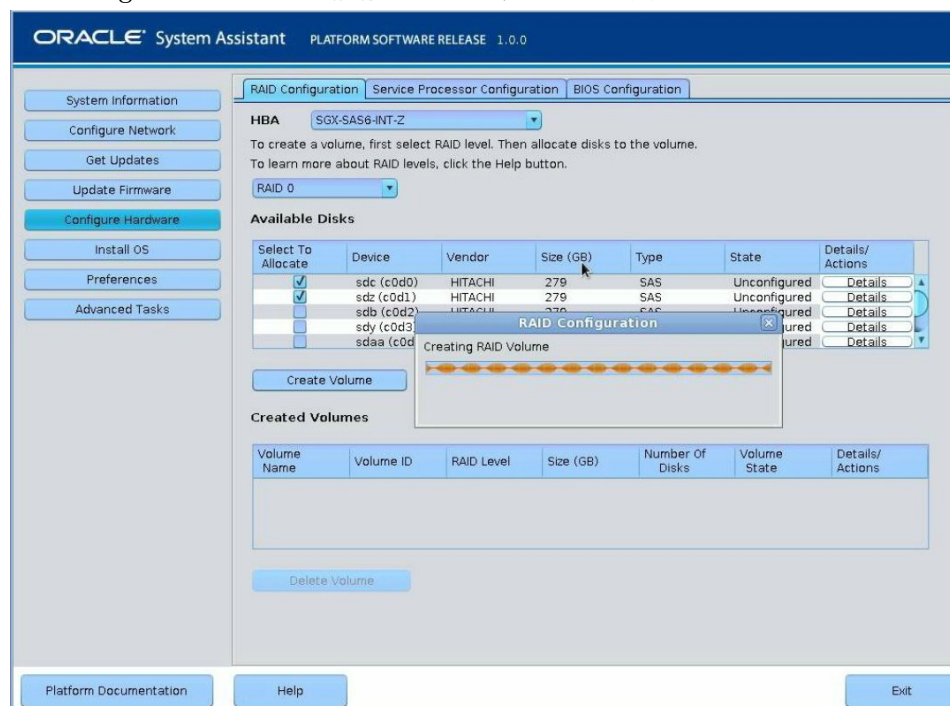 ORACLE System Assistant PLATFORM SOFTWARE RELEASE 1.0.0
System Information
Configure Network
Get Updates
Update Firmware
Configure Hardware
Install OS
Preferences
Advanced Tasks
RAID Configuration Service Processor Configuration BIOS Configuration
HBA SGX-SAS6-INT-Z
To create a volume, first select RAID level. Then allocate disks to the volume.
To learn more about RAID levels, click the Help button.
RAID 0
Available Disks
Select To Allocate Device Vendor Size (GB) Type State Details/ Actions
sdc (c0d0) HITACHI 279 SAS Unconfigured Details
sdz (c0d1) HITACHI 279 SAS Unconfigured Details
sdb (c0d2) HITACHI 279 SAS Unconfigured Details
sdy (c0d3) Details
sdaa (c0d Details
RAID Configuration
Creating RAID Volume
Create Volume
Created Volumes
Volume Name Volume ID RAID Level Size (GB) Number Of Disks Volume State Details/ Actions
Delete Volume
Platform Documentation Help Exit